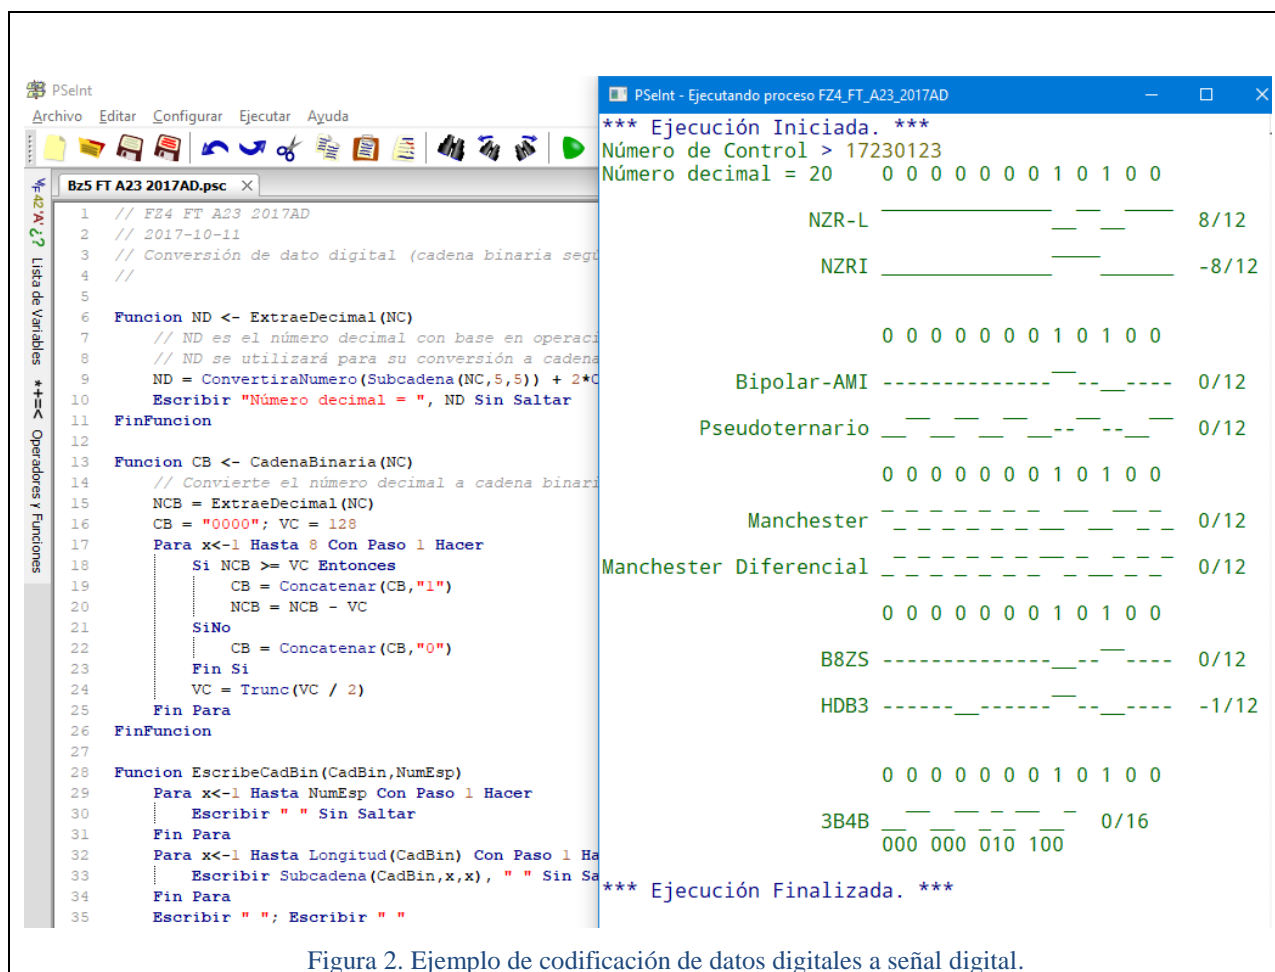 PSeInt
Archivo Editar Configurar Ejecutar Ayuda
Bz5 FT A23 2017AD.psc
42 'A' ¿? Lista de Variables
*+=< Operadores y Funciones
1 // FZ4 FT A23 2017AD
2 // 2017-10-11
3 // Conversión de dato digital (cadena binaria segú
4 //
5
6 Funcion ND <- ExtraeDecimal(NC)
7 // ND es el número decimal con base en operaci
8 // ND se utilizará para su conversión a cadena
9 ND = ConvertiraNumero(Subcadena(NC,5,5)) + 2*C
10 Escribir "Número decimal = ", ND Sin Saltar
11 FinFuncion
12
13 Funcion CB <- CadenaBinaria(NC)
14 // Convierte el número decimal a cadena binari
15 NCB = ExtraeDecimal(NC)
16 CB = "0000"; VC = 128
17 Para x<-1 Hasta 8 Con Paso 1 Hacer
18 Si NCB >= VC Entonces
19 CB = Concatenar(CB,"1")
20 NCB = NCB - VC
21 SiNo
22 CB = Concatenar(CB,"0")
23 Fin Si
24 VC = Trunc(VC / 2)
25 Fin Para
26 FinFuncion
27
28 Funcion EscribeCadBin(CadBin,NumEsp)
29 Para x<-1 Hasta NumEsp Con Paso 1 Hacer
30 Escribir " " Sin Saltar
31 Fin Para
32 Para x<-1 Hasta Longitud(CadBin) Con Paso 1 Ha
33 Escribir Subcadena(CadBin,x,x), " " Sin Sa
34 Fin Para
35 Escribir " "; Escribir " "
PSeInt - Ejecutando proceso FZ4_FT_A23_2017AD
*** Ejecución Iniciada. ***
Número de Control > 17230123
Número decimal = 20 0 0 0 0 0 0 0 1 0 1 0 0
NZR-L 8/12
NZRI -8/12
0 0 0 0 0 0 0 1 0 1 0 0
Bipolar-AMI 0/12
Pseudoternario 0/12
0 0 0 0 0 0 0 1 0 1 0 0
Manchester 0/12
Manchester Diferencial 0/12
0 0 0 0 0 0 0 1 0 1 0 0
B8ZS 0/12
HDB3 -1/12
0 0 0 0 0 0 0 1 0 1 0 0
3B4B 0/16
000 000 010 100
*** Ejecución Finalizada. ***
Figura 2. Ejemplo de codificación de datos digitales a señal digital.